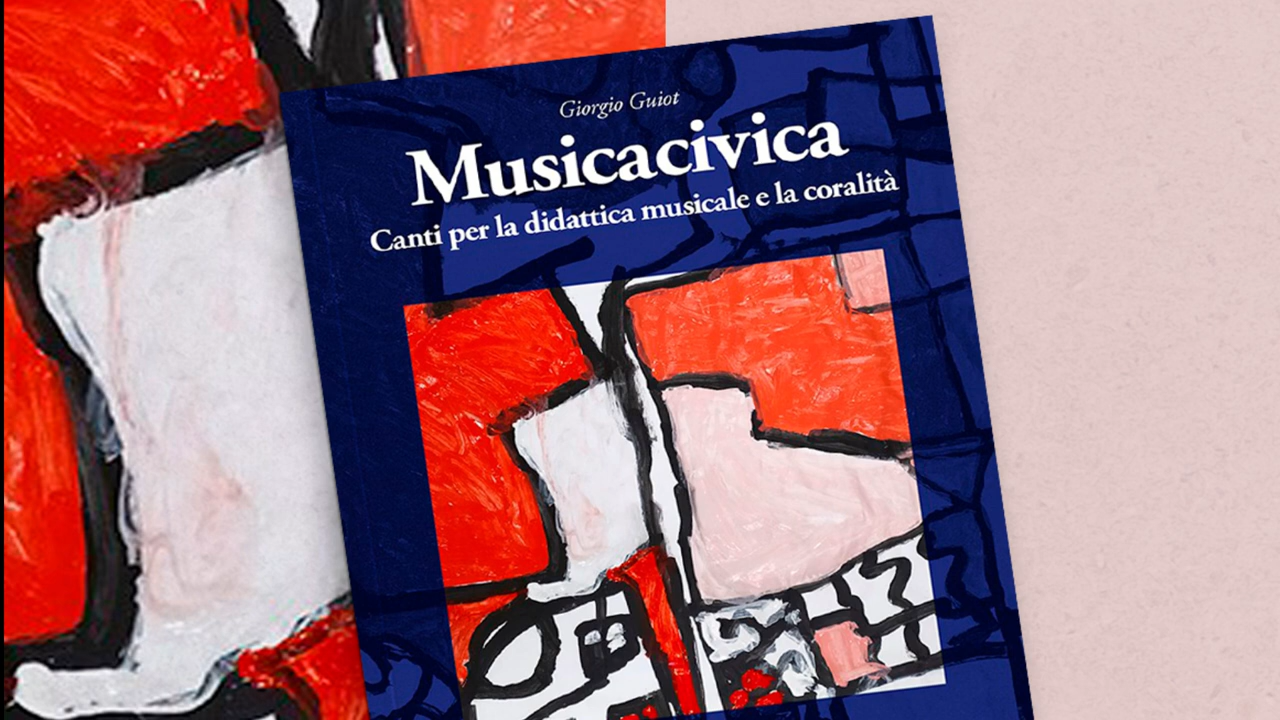 Giorgio Guiot
Musicacivica
Canti per la didattica musicale e la coralità